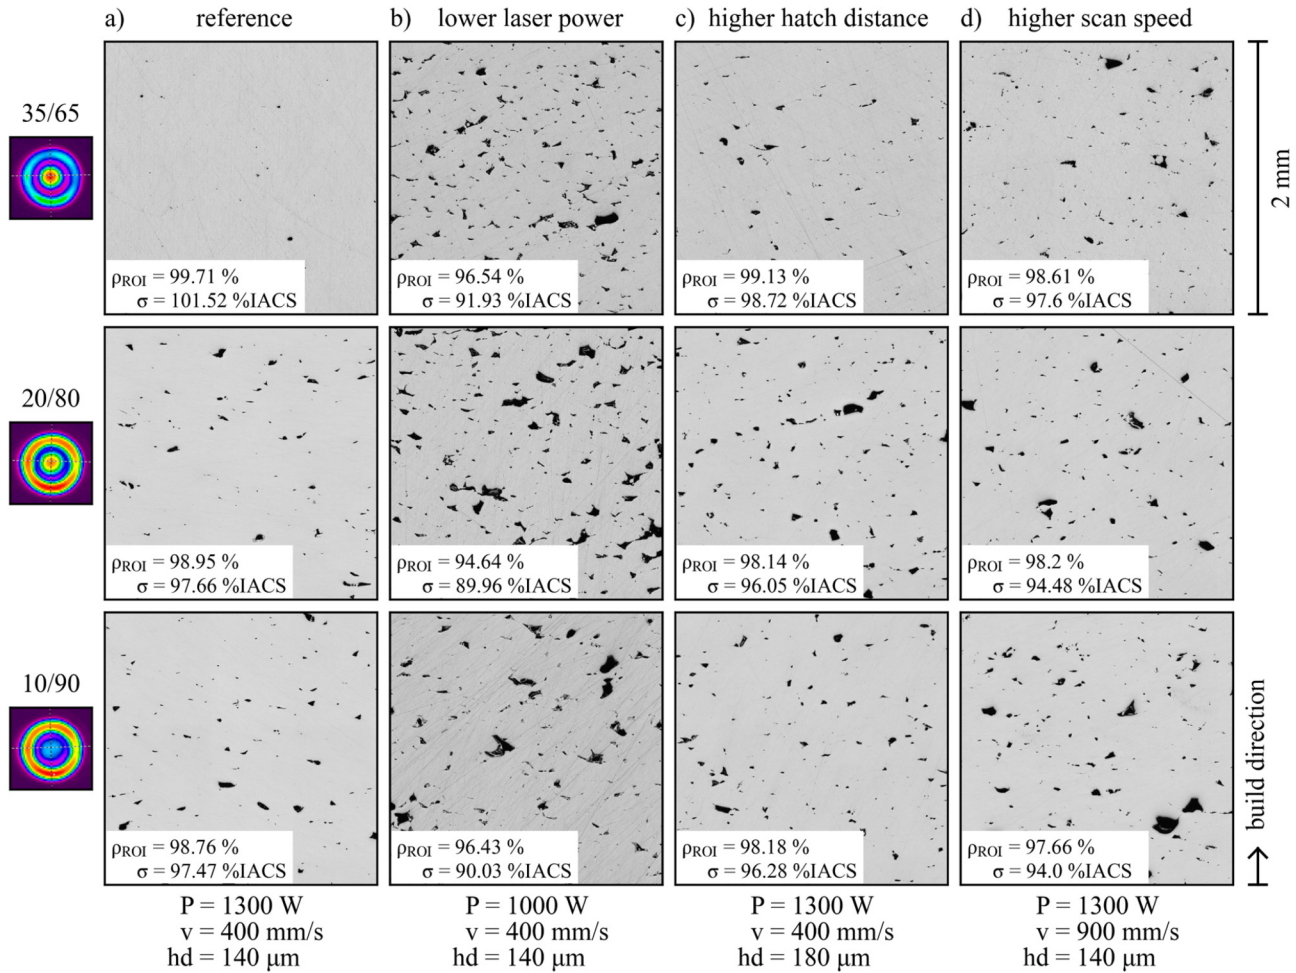 a) reference
b) lower laser power
c) higher hatch distance
d) higher scan speed
35/65
ρROI = 99.71 %
σ = 101.52 %IACS
ρROI = 96.54 %
σ = 91.93 %IACS
ρROI = 99.13 %
σ = 98.72 %IACS
ρROI = 98.61 %
σ = 97.6 %IACS
2 mm
20/80
ρROI = 98.95 %
σ = 97.66 %IACS
ρROI = 94.64 %
σ = 89.96 %IACS
ρROI = 98.14 %
σ = 96.05 %IACS
ρROI = 98.2 %
σ = 94.48 %IACS
10/90
ρROI = 98.76 %
σ = 97.47 %IACS
ρROI = 96.43 %
σ = 90.03 %IACS
ρROI = 98.18 %
σ = 96.28 %IACS
ρROI = 97.66 %
σ = 94.0 %IACS
build direction
P = 1300 W
v = 400 mm/s
hd = 140 μm
P = 1000 W
v = 400 mm/s
hd = 140 μm
P = 1300 W
v = 400 mm/s
hd = 180 μm
P = 1300 W
v = 900 mm/s
hd = 140 μm